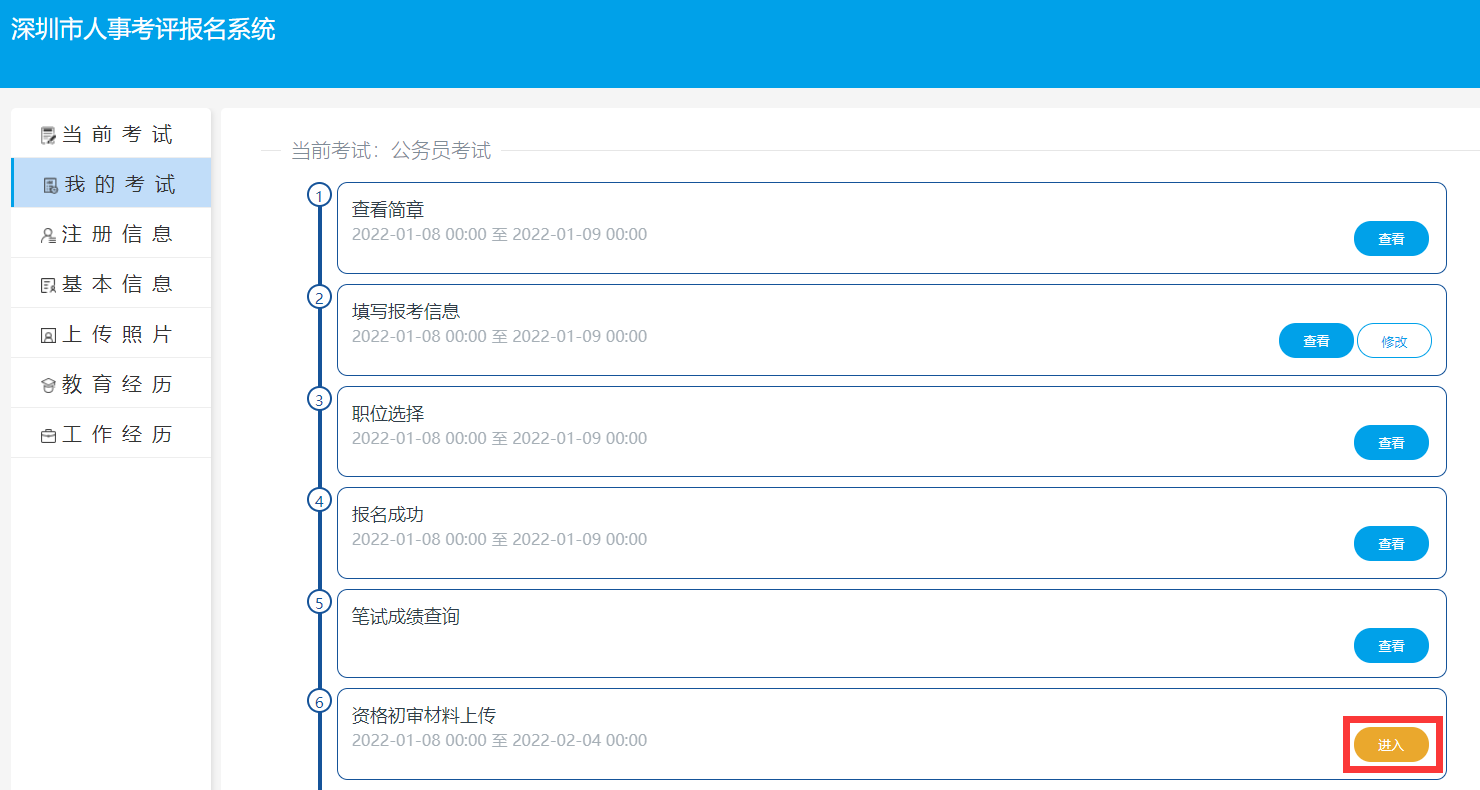 深圳市人事考评报名系统
当前考试
我的考试
注册信息
基本信息
上传照片
教育经历
工作经历
当前考试：公务员考试
1
查看简章
2022-01-08 00:00 至 2022-01-09 00:00
查看
2
填写报考信息
2022-01-08 00:00 至 2022-01-09 00:00
查看 修改
3
职位选择
2022-01-08 00:00 至 2022-01-09 00:00
查看
4
报名成功
2022-01-08 00:00 至 2022-01-09 00:00
查看
5
笔试成绩查询
查看
6
资格初审材料上传
2022-01-08 00:00 至 2022-02-04 00:00
进入